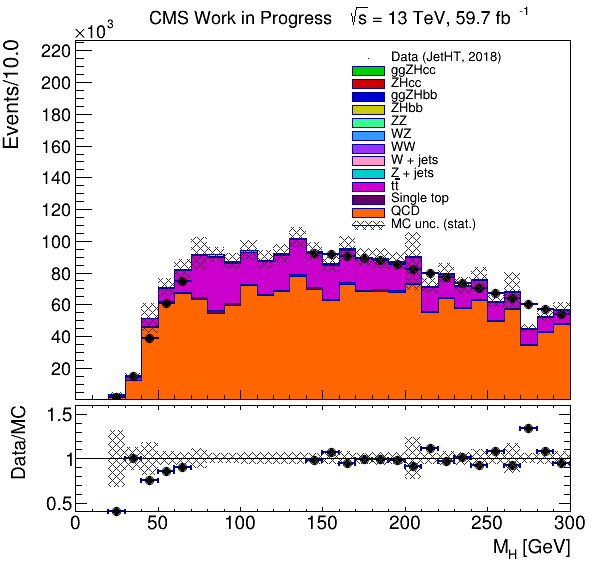 CMS Work in Progress √s = 13 TeV, 59.7 fb⁻¹
×10³
Events/10.0
220
200
180
160
140
120
100
80
60
40
20
Data (JetHT, 2018)
ggZHcc
ZHcc
ggZHbb
ZHbb
ZZ
WZ
WW
W + jets
Z + jets
tt̅
Single top
QCD
MC unc. (stat.)
Data/MC
1.5
1
0.5
0 50 100 150 200 250 300
M_H [GeV]